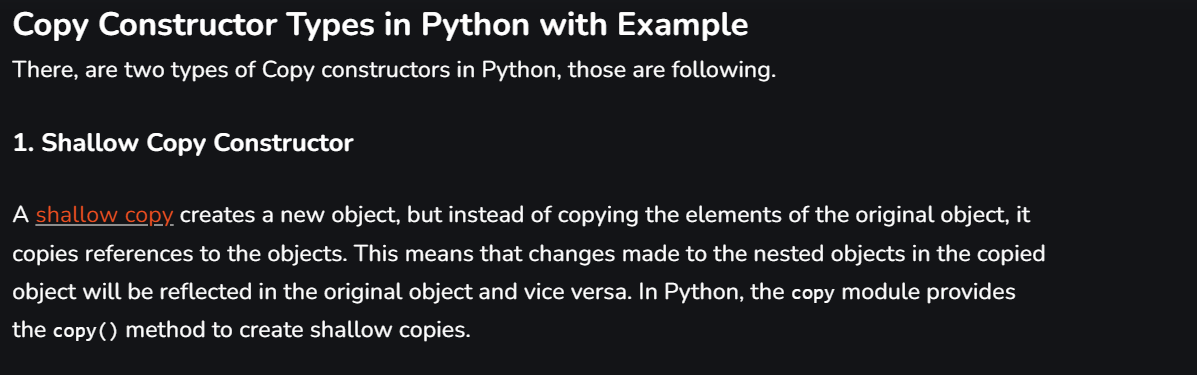 Copy Constructor Types in Python with Example
There, are two types of Copy constructors in Python, those are following.
1. Shallow Copy Constructor
A shallow copy creates a new object, but instead of copying the elements of the original object, it
copies references to the objects. This means that changes made to the nested objects in the copied
object will be reflected in the original object and vice versa. In Python, the copy module provides
the copy() method to create shallow copies.